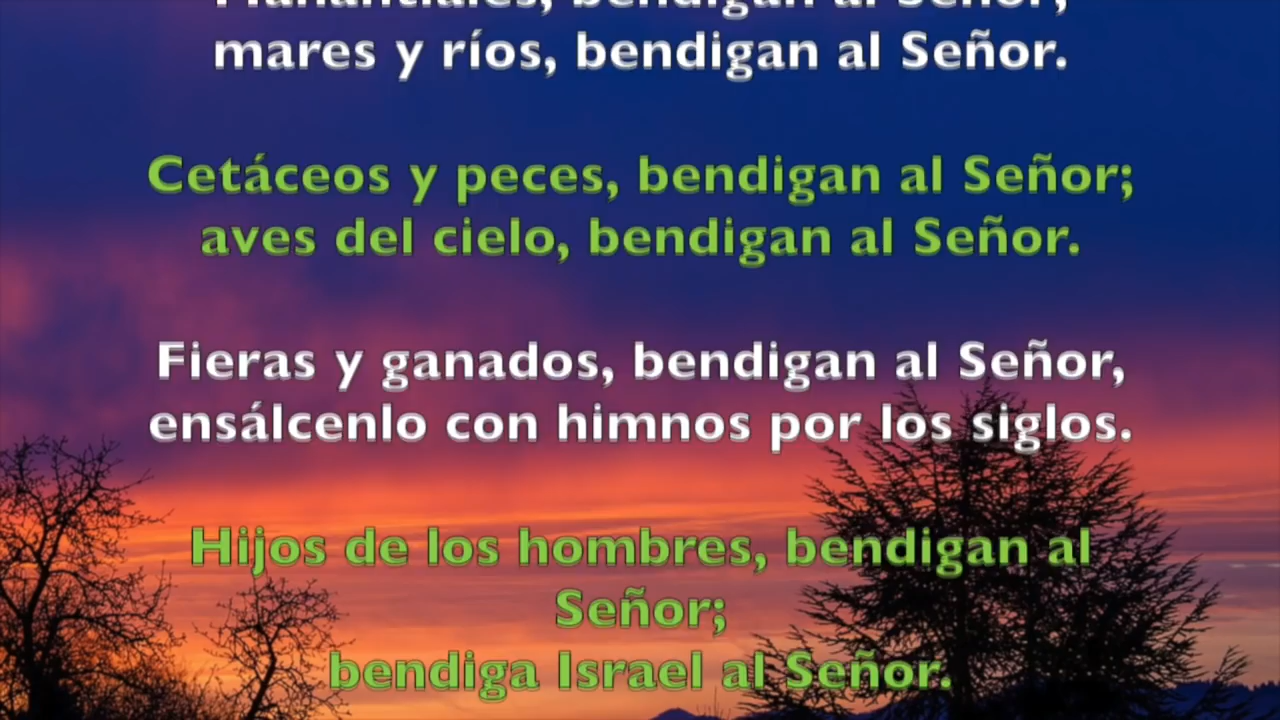 Manantiales, bendigan al Señor;
mares y ríos, bendigan al Señor.
Cetáceos y peces, bendigan al Señor;
aves del cielo, bendigan al Señor.
Fieras y ganados, bendigan al Señor,
ensálcenlo con himnos por los siglos.
Hijos de los hombres, bendigan al
Señor;
bendiga Israel al Señor.